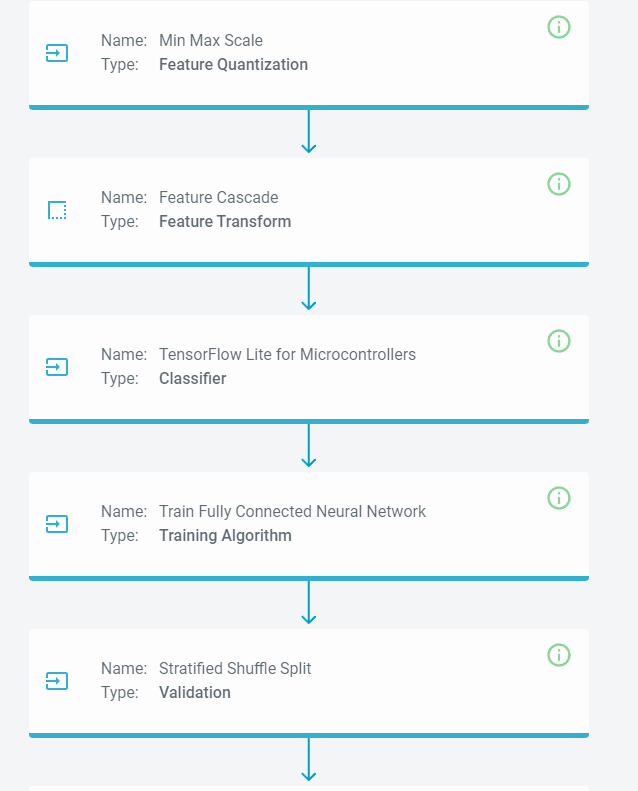 Name: Min Max Scale
Type: Feature Quantization
Name: Feature Cascade
Type: Feature Transform
Name: TensorFlow Lite for Microcontrollers
Type: Classifier
Name: Train Fully Connected Neural Network
Type: Training Algorithm
Name: Stratified Shuffle Split
Type: Validation